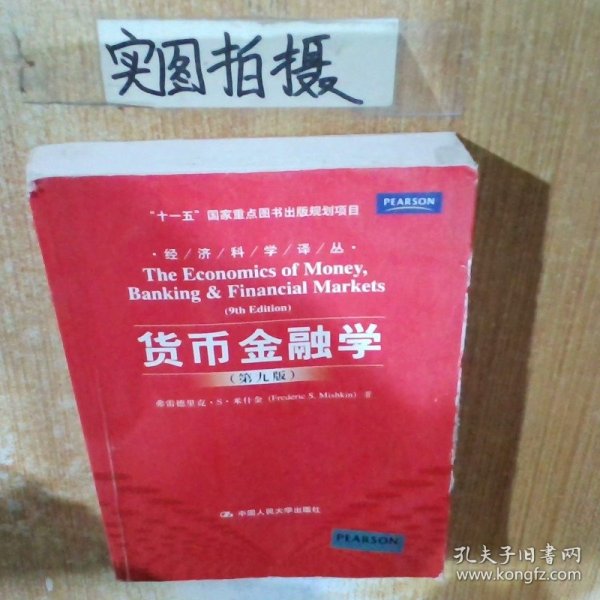 实图拍摄
PEARSON
"十一五"国家重点图书出版规划项目
·经/济/科/学/译/丛·
The Economics of Money,
Banking & Financial Markets
(9th Edition)
货币金融学
(第九版)
弗雷德里克·S·米什金 (Frederic S. Mishkin) 著
中国人民大学出版社
PEARSON
孔夫子旧书网
www.kongfz.com